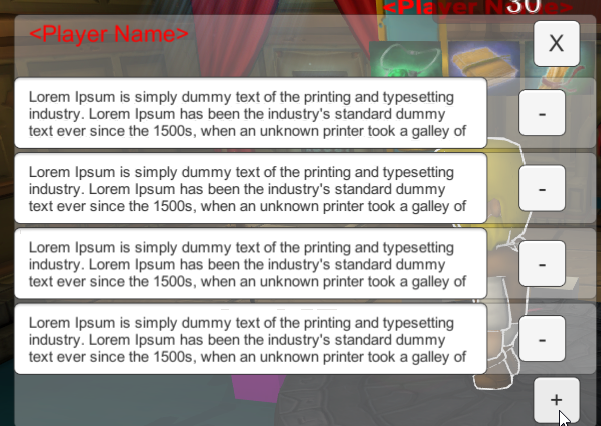 <Player Name>
30
<Player Name>
X
Lorem Ipsum is simply dummy text of the printing and typesetting
industry. Lorem Ipsum has been the industry's standard dummy
text ever since the 1500s, when an unknown printer took a galley of
-
Lorem Ipsum is simply dummy text of the printing and typesetting
industry. Lorem Ipsum has been the industry's standard dummy
text ever since the 1500s, when an unknown printer took a galley of
-
Lorem Ipsum is simply dummy text of the printing and typesetting
industry. Lorem Ipsum has been the industry's standard dummy
text ever since the 1500s, when an unknown printer took a galley of
-
Lorem Ipsum is simply dummy text of the printing and typesetting
industry. Lorem Ipsum has been the industry's standard dummy
text ever since the 1500s, when an unknown printer took a galley of
-
+